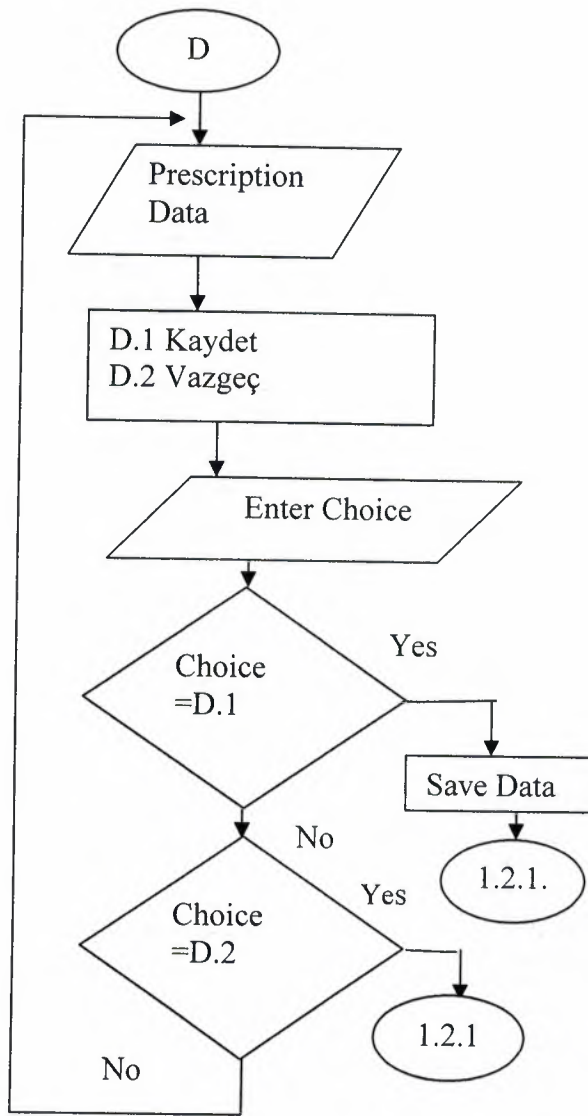 D
Prescription
Data
D.1 Kaydet
D.2 Vazgeç
Enter Choice
Choice
=D.1
Yes
Save Data
1.2.1.
No
Choice
=D.2
Yes
1.2.1
No